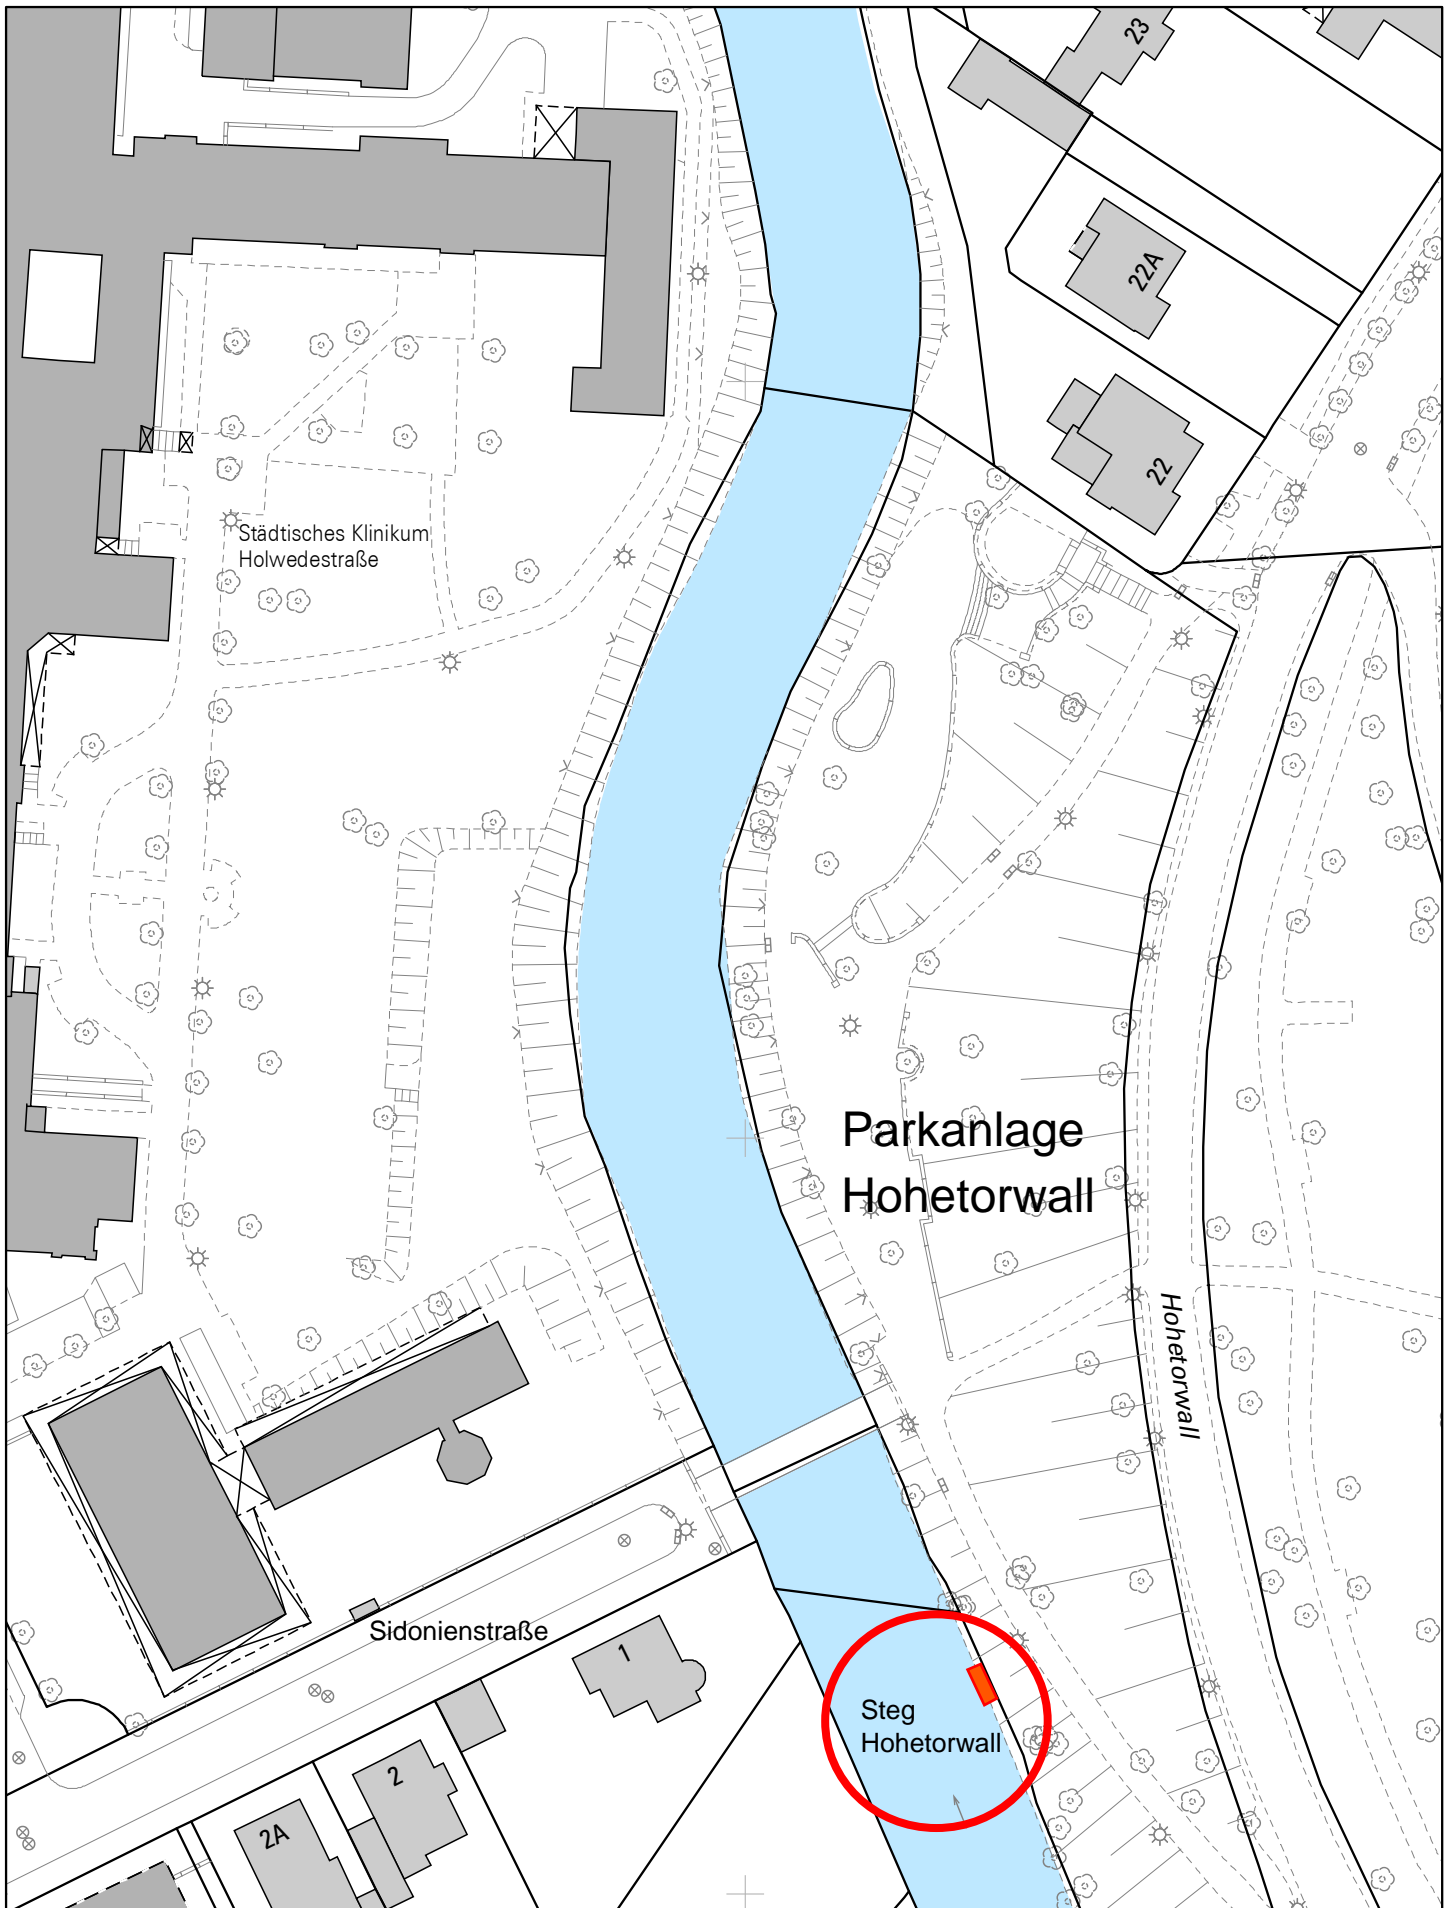 23
22A
22
Städtisches Klinikum
Holwedestraße
Parkanlage
Hohetorwall
Hohetorwall
Sidonienstraße
1
Steg
Hohetorwall
2
2A